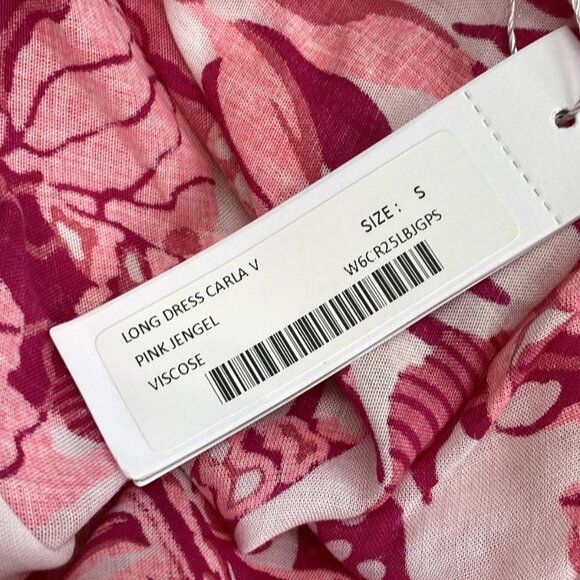 LONG DRESS CARLA V
PINK JENGEL
VISCOSE
SIZE : S
W6CR25LBJGPS